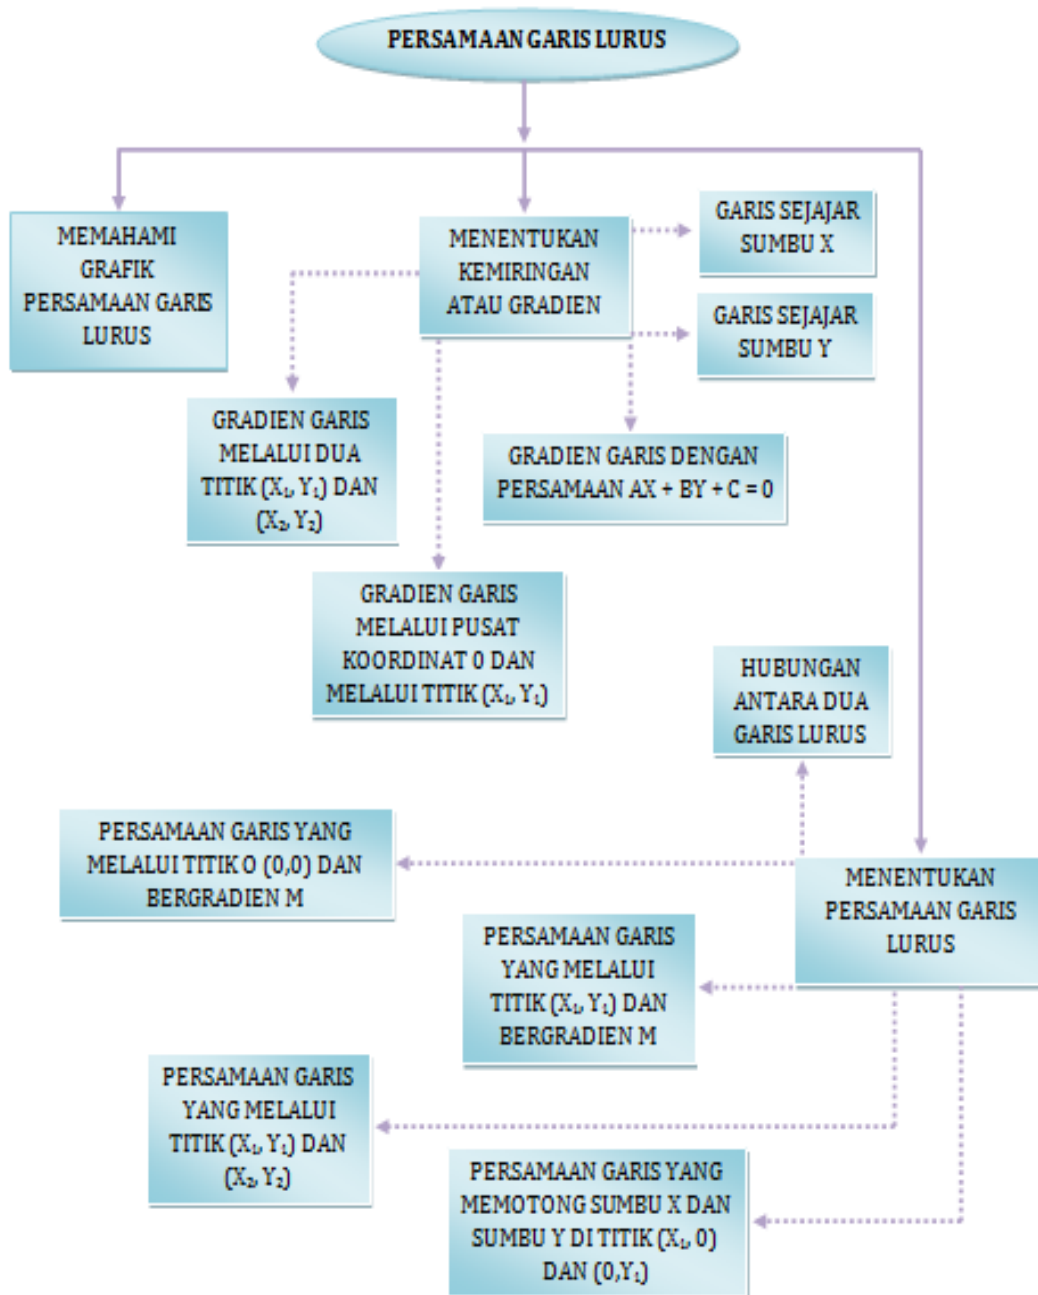 PERSAMAAN GARIS LURUS
MEMAHAMI
GRAFIK
PERSAMAAN GARIS
LURUS
MENENTUKAN
KEMIRINGAN
ATAU GRADIEN
GARIS SEJAJAR
SUMBU X
GARIS SEJAJAR
SUMBU Y
GRADIEN GARIS
MELALUI DUA
TITIK (X₁, Y₁) DAN
(X₂, Y₂)
GRADIEN GARIS DENGAN
PERSAMAAN AX + BY + C = 0
GRADIEN GARIS
MELALUI PUSAT
KOORDINAT 0 DAN
MELALUI TITIK (X₁, Y₁)
HUBUNGAN
ANTARA DUA
GARIS LURUS
PERSAMAAN GARIS YANG
MELALUI TITIK O (0,0) DAN
BERGRADIEN M
MENENTUKAN
PERSAMAAN GARIS
LURUS
PERSAMAAN GARIS
YANG MELALUI
TITIK (X₁, Y₁) DAN
BERGRADIEN M
PERSAMAAN GARIS
YANG MELALUI
TITIK (X₁, Y₁) DAN
(X₂, Y₂)
PERSAMAAN GARIS YANG
MEMOTONG SUMBU X DAN
SUMBU Y DI TITIK (X₁, 0)
DAN (0,Y₁)